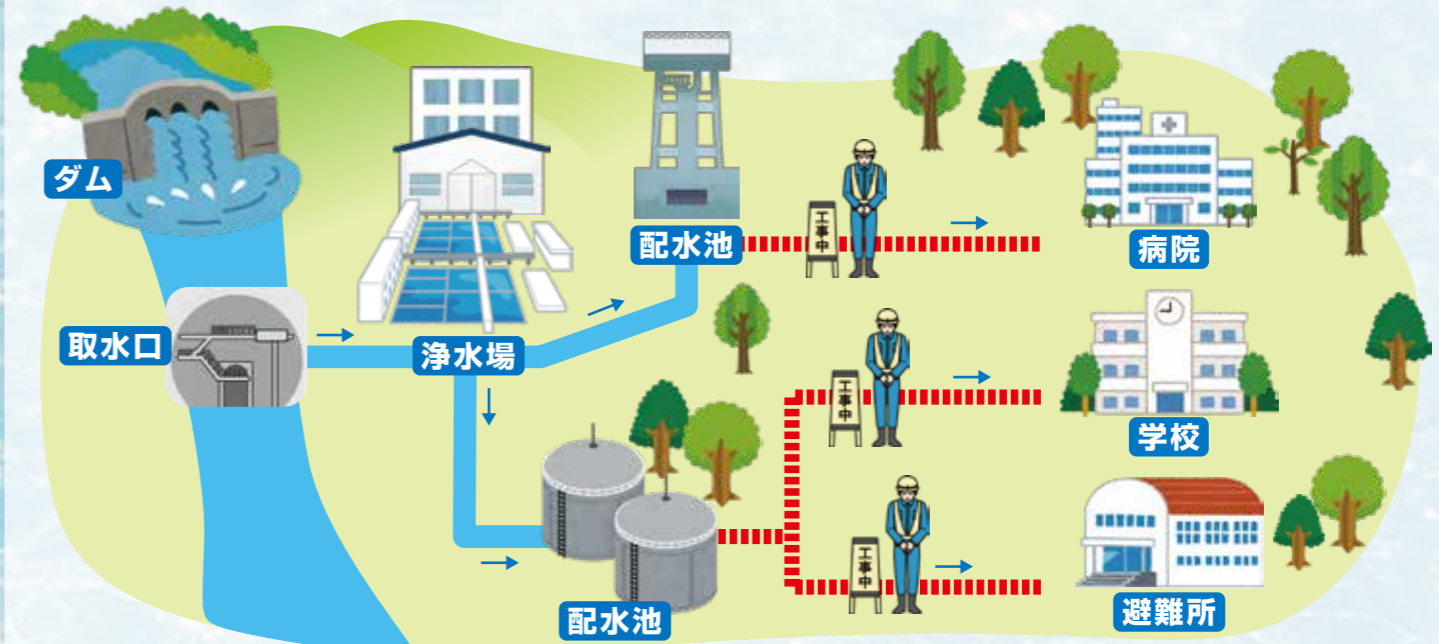 ダム
取水口
浄水場
配水池
工事中
病院
工事中
学校
配水池
工事中
避難所